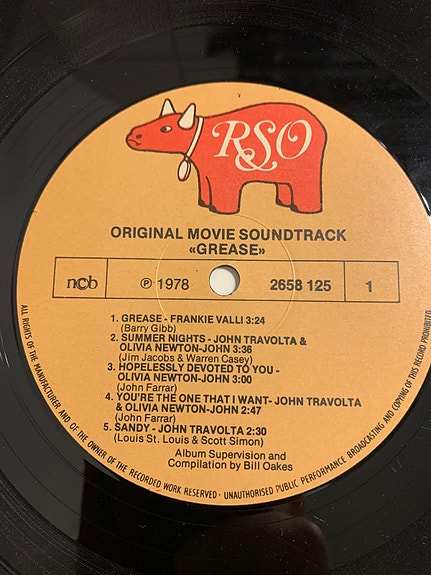 RSO
ORIGINAL MOVIE SOUNDTRACK
«GREASE»
ncb
℗ 1978
2658 125
1
1. GREASE - FRANKIE VALLI 3:24
(Barry Gibb)
2. SUMMER NIGHTS - JOHN TRAVOLTA &
OLIVIA NEWTON-JOHN 3:36
(Jim Jacobs & Warren Casey)
3. HOPELESSLY DEVOTED TO YOU -
OLIVIA NEWTON-JOHN 3:00
(John Farrar)
4. YOU'RE THE ONE THAT I WANT- JOHN TRAVOLTA
& OLIVIA NEWTON-JOHN 2:47
(John Farrar)
5. SANDY - JOHN TRAVOLTA 2:30
(Louis St. Louis & Scott Simon)
Album Supervision and
Compilation by Bill Oakes
ALL RIGHTS OF THE MANUFACTURER AND OF THE OWNER OF THE RECORDED WORK RESERVED · UNAUTHORISED PUBLIC PERFORMANCE BROADCASTING AND COPYING OF THIS RECORD PROHIBITED